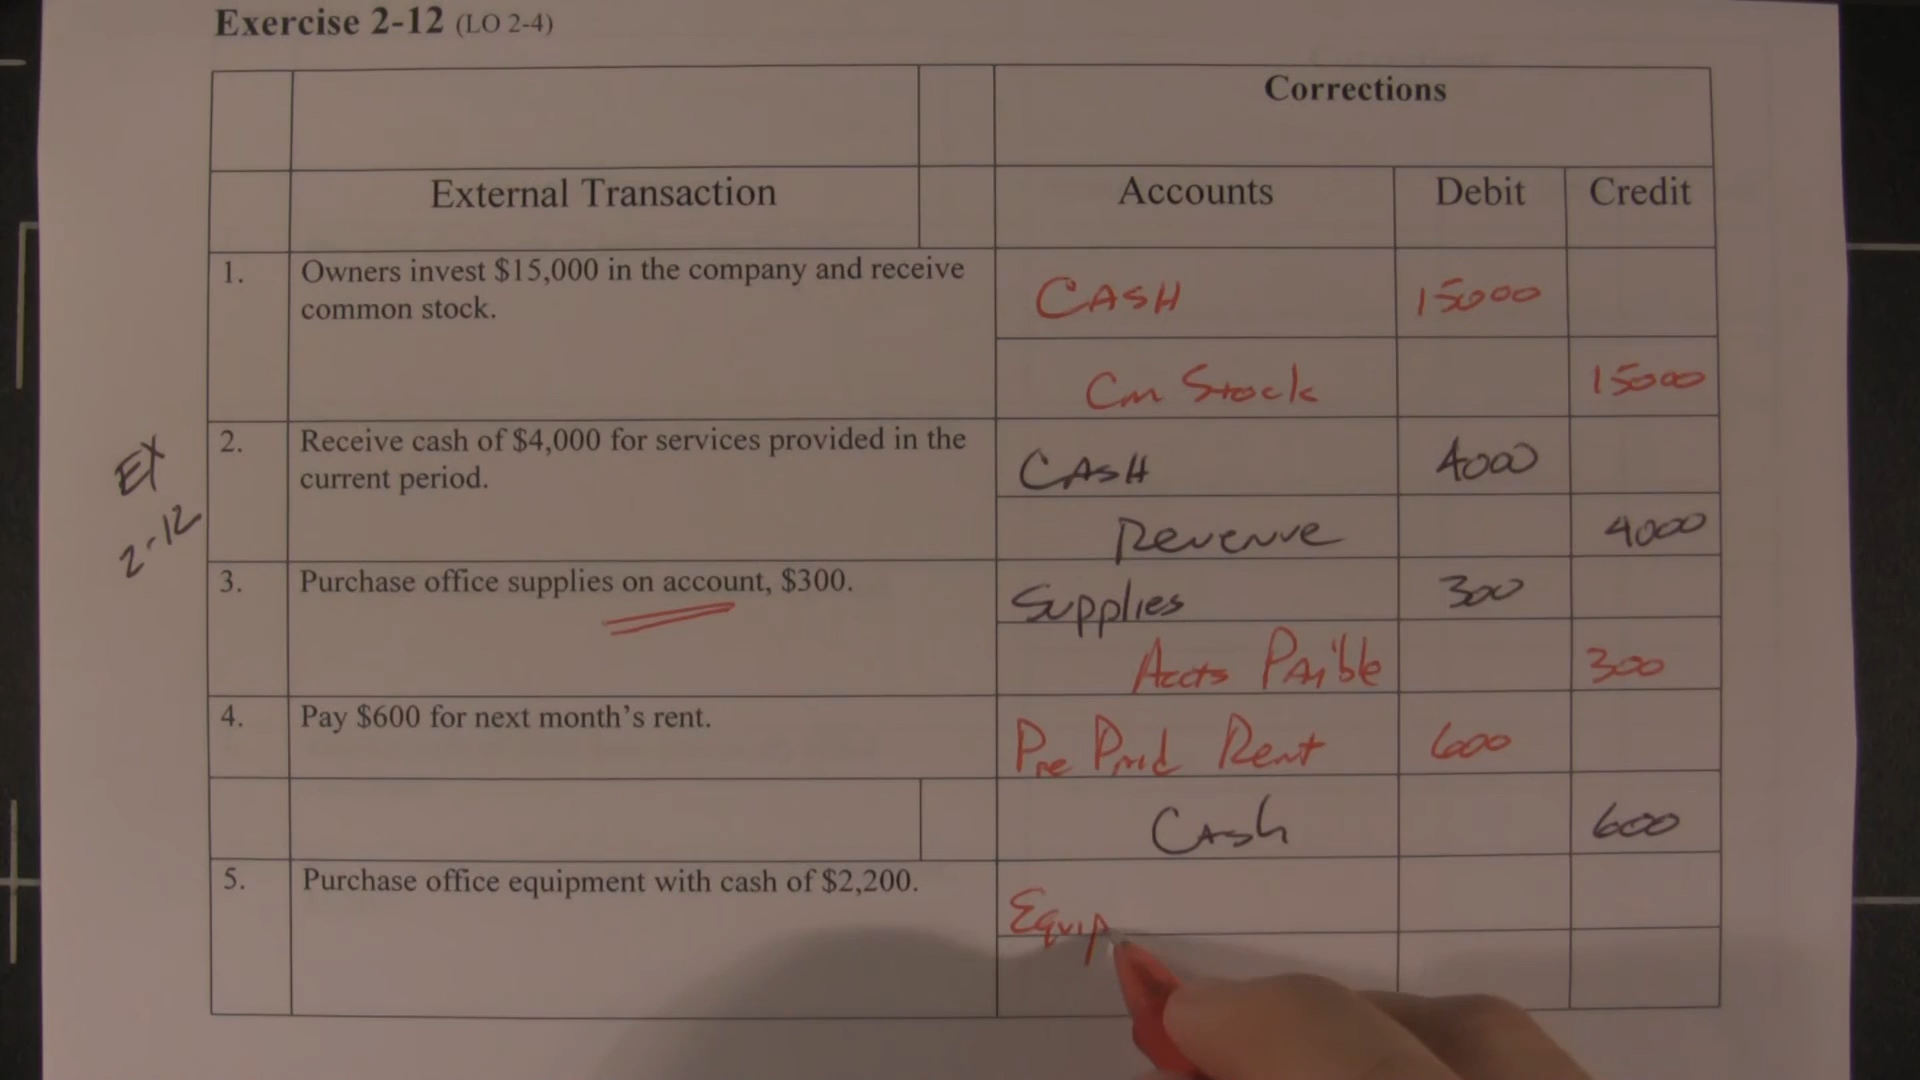 Exercise 2-12 (LO 2-4)
Corrections
External Transaction Accounts Debit Credit
1. Owners invest $15,000 in the company and receive common stock. CASH 15000
Cm Stock 15000
EX 2-12
2. Receive cash of $4,000 for services provided in the current period. CASH 4000
Revenue 4000
3. Purchase office supplies on account, $300. Supplies 300
Accts Paible 300
4. Pay $600 for next month's rent. Pre Paid Rent 600
Cash 600
5. Purchase office equipment with cash of $2,200. Equip